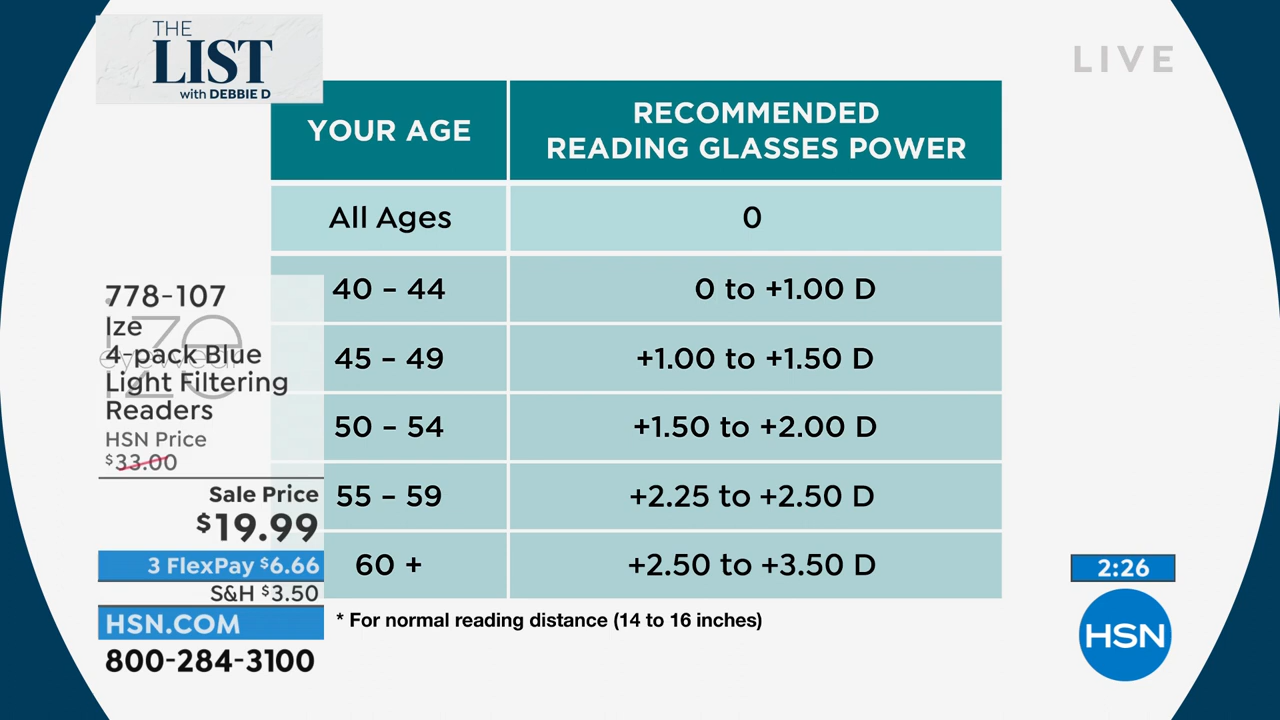 THE
LIST
with DEBBIE D
LIVE
YOUR AGE
RECOMMENDED
READING GLASSES POWER
All Ages
0
40 – 44
0 to +1.00 D
45 – 49
+1.00 to +1.50 D
50 – 54
+1.50 to +2.00 D
55 – 59
+2.25 to +2.50 D
60 +
+2.50 to +3.50 D
* For normal reading distance (14 to 16 inches)
778-107
Ize
4-pack Blue
Light Filtering
Readers
HSN Price
$33.00
Sale Price
$19.99
3 FlexPay $6.66
S&H $3.50
HSN.COM
800-284-3100
ize
eyewear
2:26
HSN